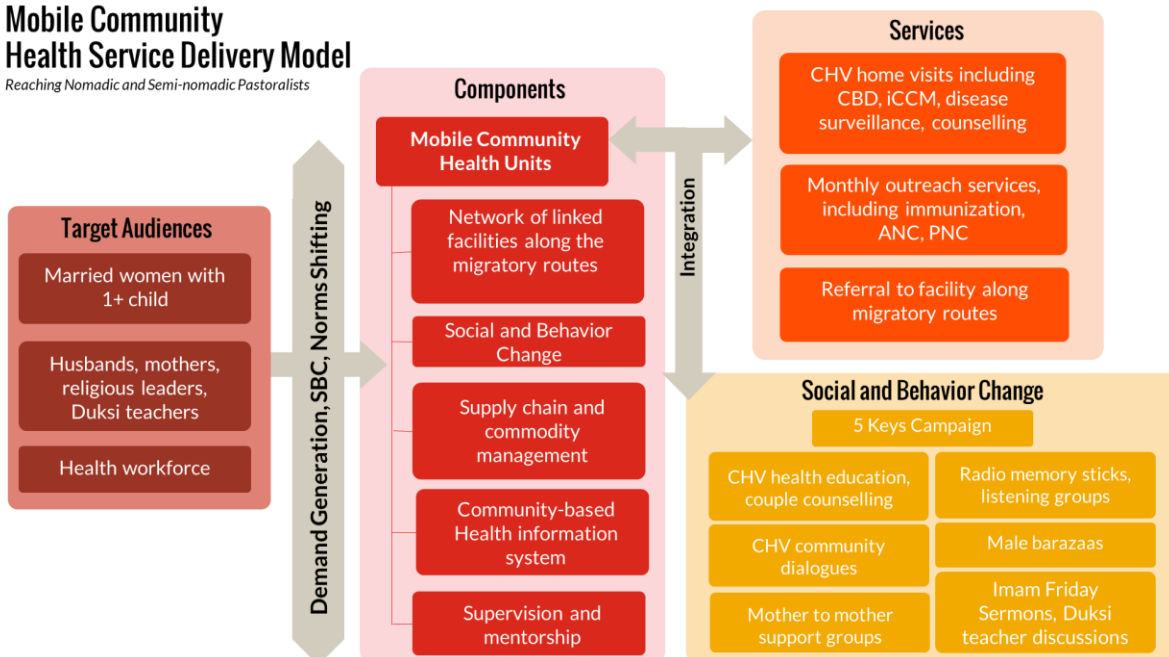 Mobile Community
Health Service Delivery Model
Reaching Nomadic and Semi-nomadic Pastoralists
Target Audiences
Married women with
1+ child
Husbands, mothers,
religious leaders,
Duksi teachers
Health workforce
Demand Generation, SBC, Norms Shifting
Components
Mobile Community
Health Units
Network of linked
facilities along the
migratory routes
Social and Behavior
Change
Supply chain and
commodity
management
Community-based
Health information
system
Supervision and
mentorship
Integration
Services
CHV home visits including
CBD, iCCM, disease
surveillance, counselling
Monthly outreach services,
including immunization,
ANC, PNC
Referral to facility along
migratory routes
Social and Behavior Change
5 Keys Campaign
CHV health education,
couple counselling
CHV community
dialogues
Mother to mother
support groups
Radio memory sticks,
listening groups
Male barazaas
Imam Friday
Sermons, Duksi
teacher discussions